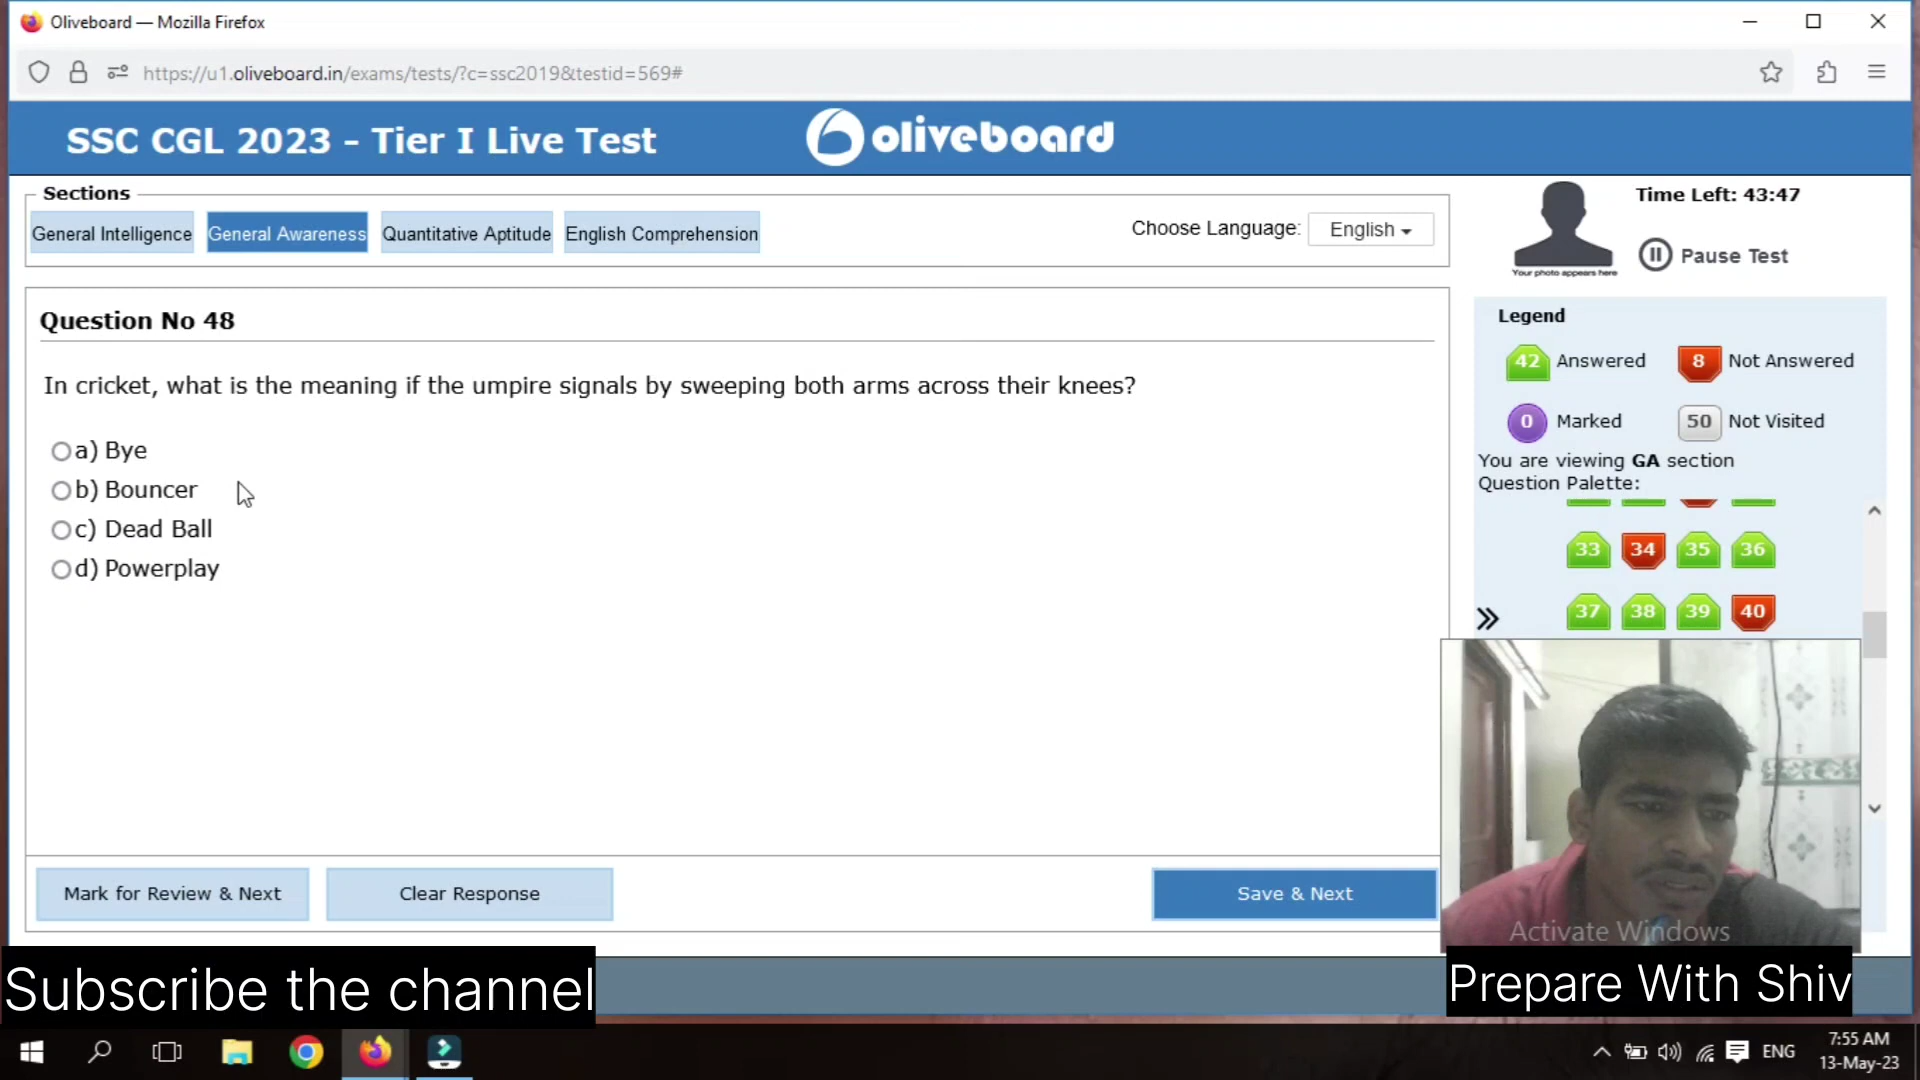 Oliveboard — Mozilla Firefox
https://u1.oliveboard.in/exams/tests/?c=ssc2019&testid=569#
SSC CGL 2023 - Tier I Live Test
oliveboard
Sections
General Intelligence
General Awareness
Quantitative Aptitude
English Comprehension
Choose Language:
English
Your photo appears here
Time Left: 43:47
Pause Test
Question No 48
In cricket, what is the meaning if the umpire signals by sweeping both arms across their knees?
a) Bye
b) Bouncer
c) Dead Ball
d) Powerplay
Legend
42 Answered
8 Not Answered
0 Marked
50 Not Visited
You are viewing GA section
Question Palette:
33 34 35 36
37 38 39 40
Mark for Review & Next
Clear Response
Save & Next
Activate Windows
Subscribe the channel
Prepare With Shiv
ENG
7:55 AM
13-May-23